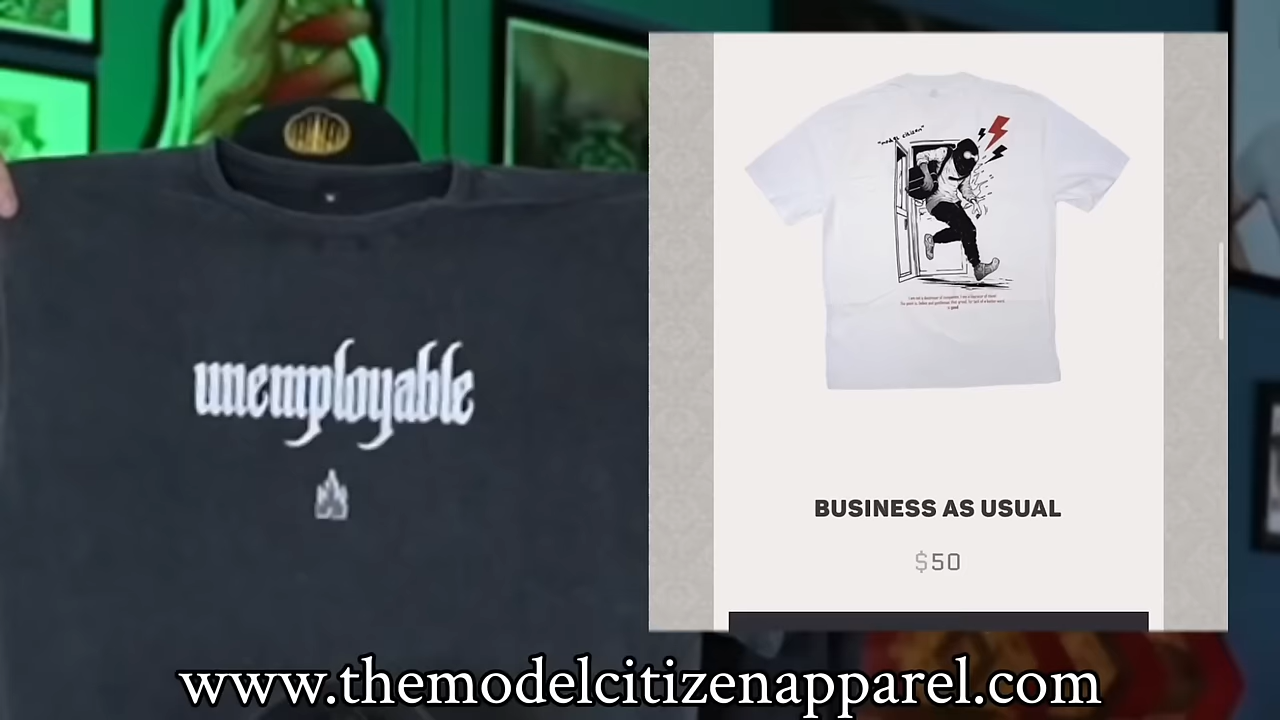 unemployable
"model citizen"
BUSINESS AS USUAL
$50
www.themodelcitizenapparel.com